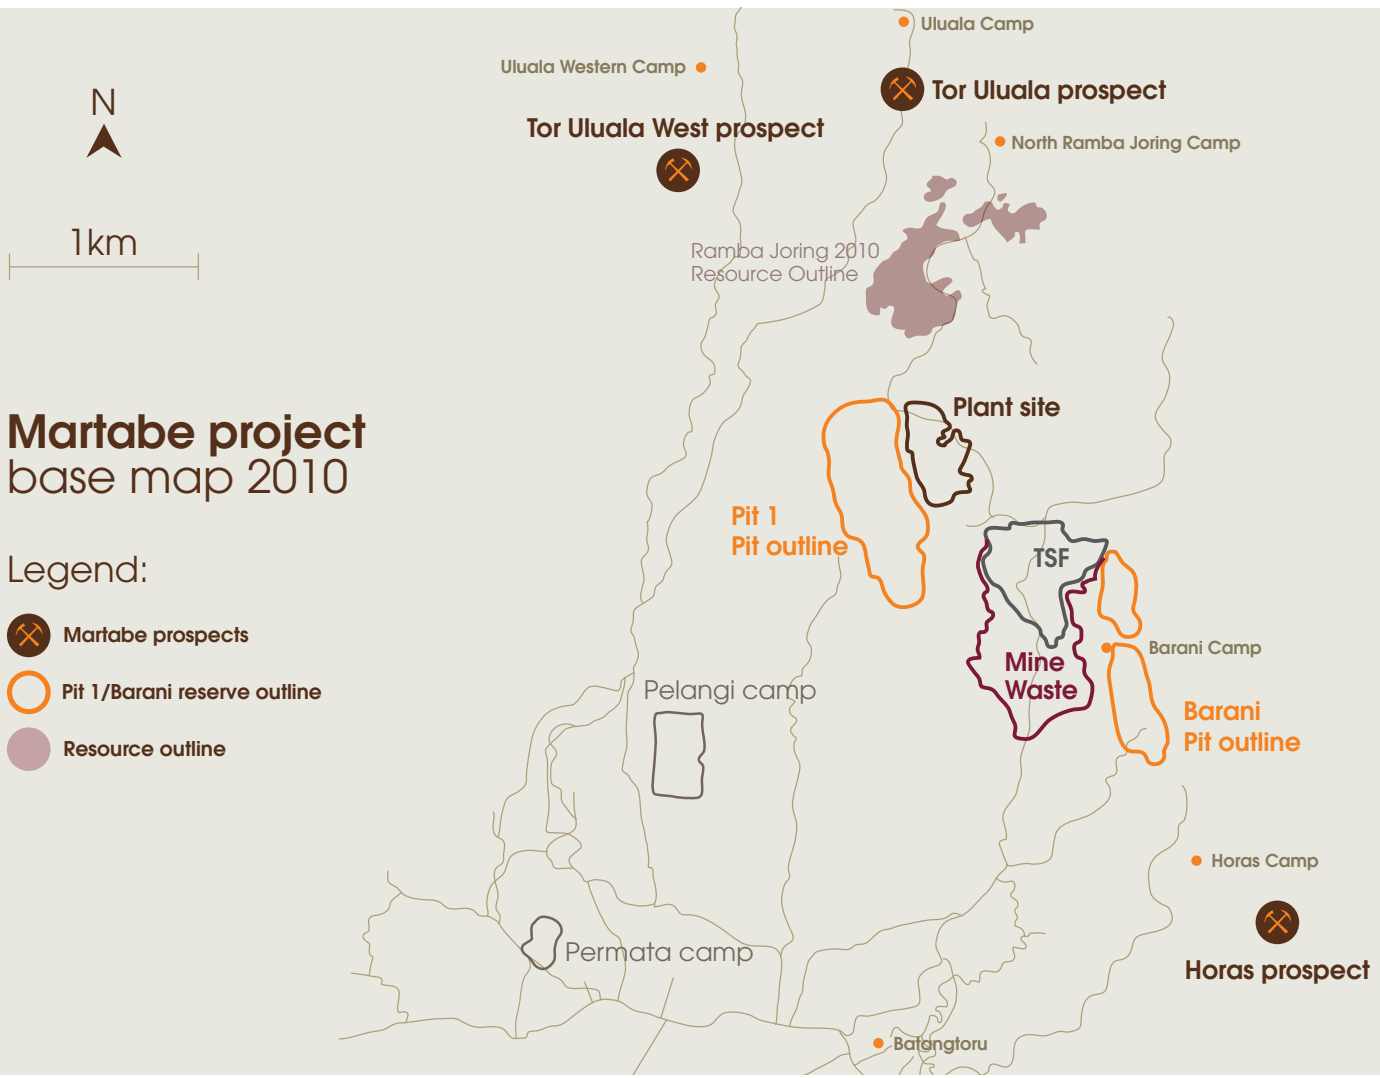 Uluala Camp
Uluala Western Camp
Tor Uluala prospect
N
Tor Uluala West prospect
North Ramba Joring Camp
1km
Ramba Joring 2010
Resource Outline
Plant site
Martabe project
base map 2010
Pit 1
Pit outline
TSF
Legend:
Martabe prospects
Barani Camp
Mine
Waste
Pit 1/Barani reserve outline
Pelangi camp
Barani
Pit outline
Resource outline
Horas Camp
Permata camp
Horas prospect
Batangtoru